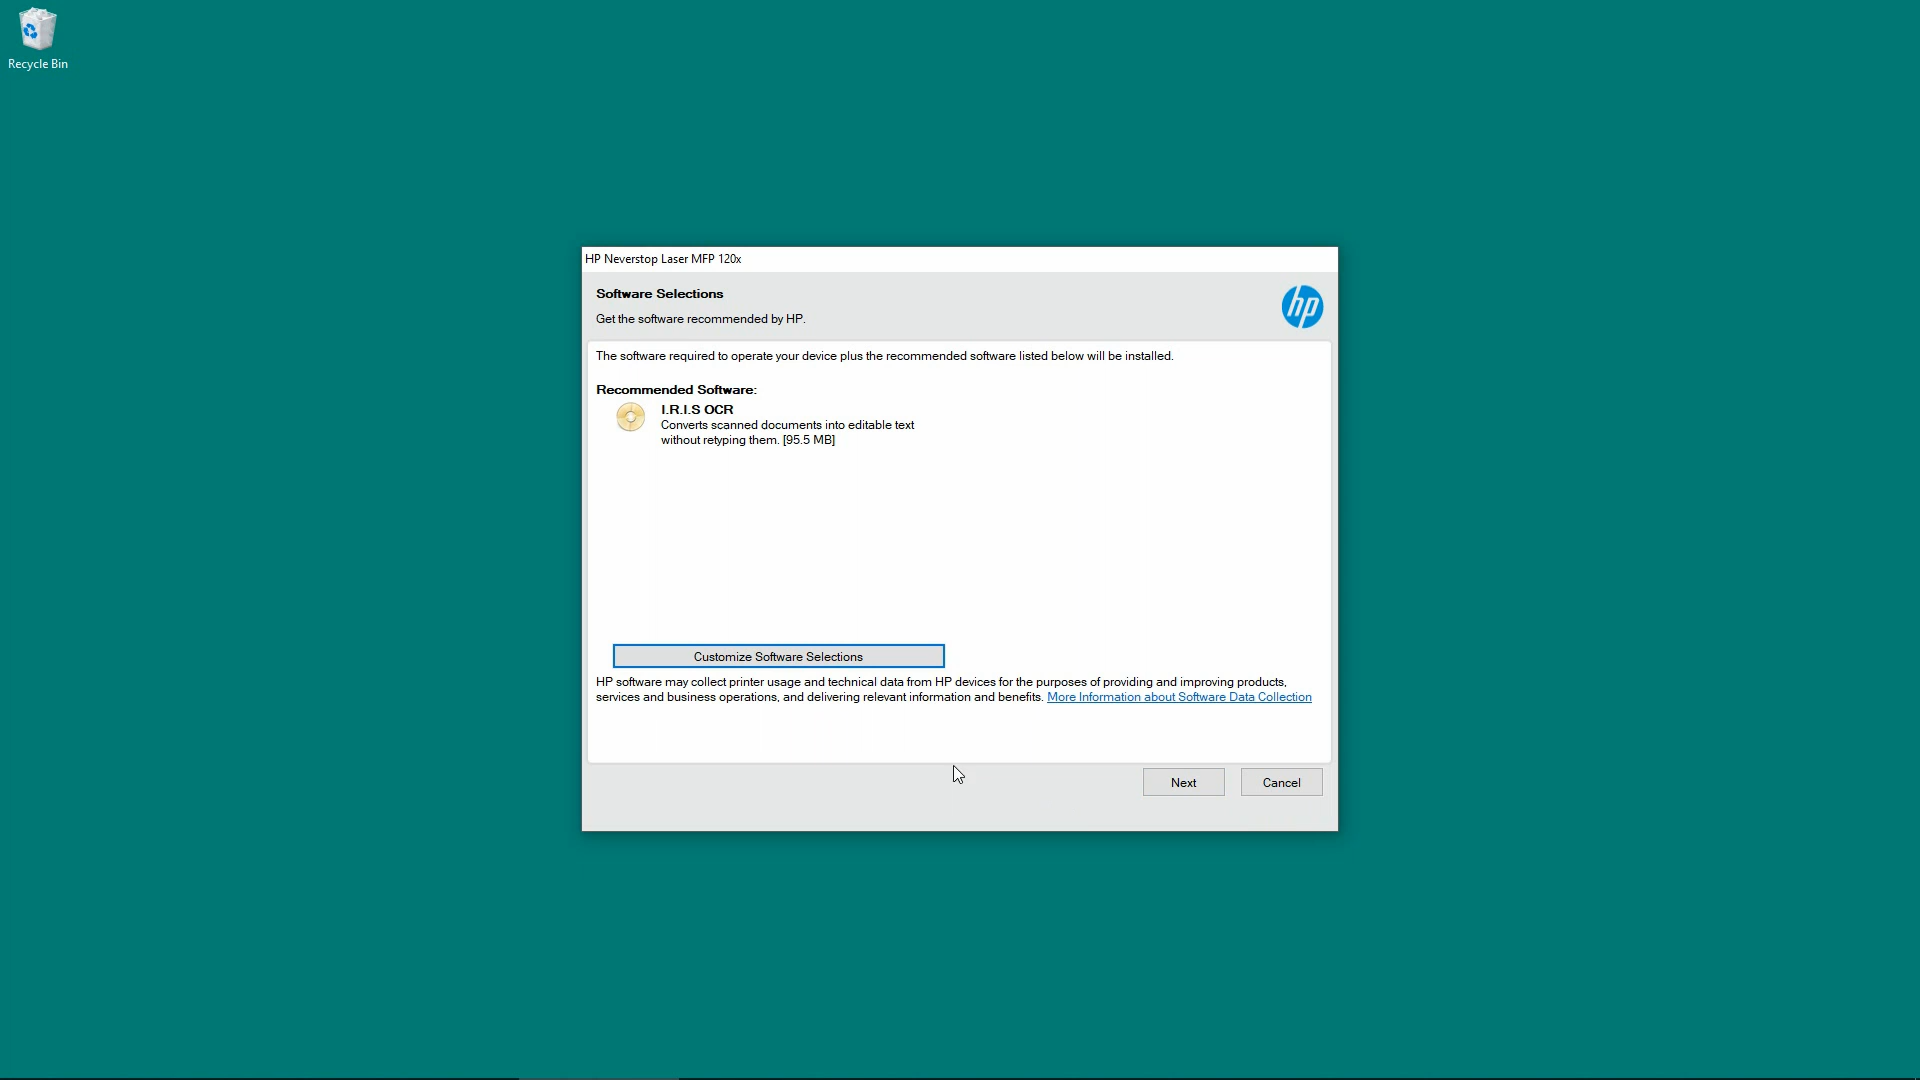 Recycle Bin
HP Neverstop Laser MFP 120x
Software Selections
Get the software recommended by HP.
hp
The software required to operate your device plus the recommended software listed below will be installed.
Recommended Software:
I.R.I.S OCR
Converts scanned documents into editable text
without retyping them. [95.5 MB]
Customize Software Selections
HP software may collect printer usage and technical data from HP devices for the purposes of providing and improving products,
services and business operations, and delivering relevant information and benefits. More Information about Software Data Collection
Next
Cancel